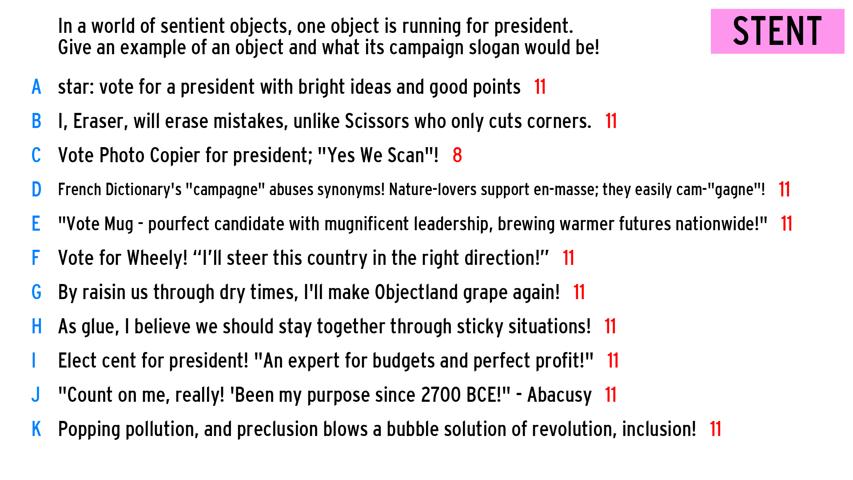 In a world of sentient objects, one object is running for president.
Give an example of an object and what its campaign slogan would be!
STENT
A star: vote for a president with bright ideas and good points 11
B I, Eraser, will erase mistakes, unlike Scissors who only cuts corners. 11
C Vote Photo Copier for president; "Yes We Scan"! 8
D French Dictionary's "campagne" abuses synonyms! Nature-lovers support en-masse; they easily cam-"gagne"! 11
E "Vote Mug - pourfect candidate with mugnificent leadership, brewing warmer futures nationwide!" 11
F Vote for Wheely! “I’ll steer this country in the right direction!” 11
G By raisin us through dry times, I'll make Objectland grape again! 11
H As glue, I believe we should stay together through sticky situations! 11
I Elect cent for president! "An expert for budgets and perfect profit!" 11
J "Count on me, really! 'Been my purpose since 2700 BCE!" - Abacusy 11
K Popping pollution, and preclusion blows a bubble solution of revolution, inclusion! 11